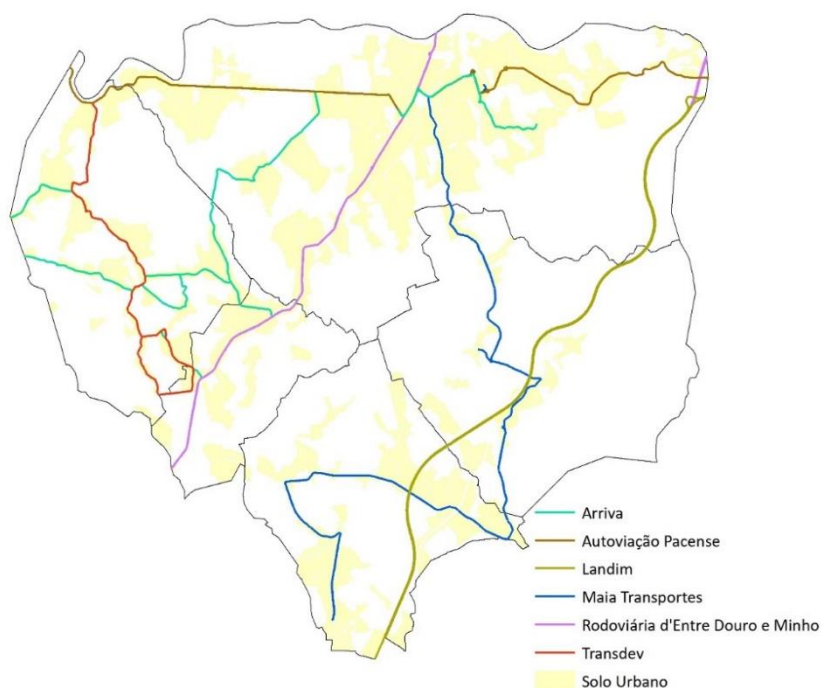 Arriva
Autoviação Pacense
Landim
Maia Transportes
Rodoviária d'Entre Douro e Minho
Transdev
Solo Urbano